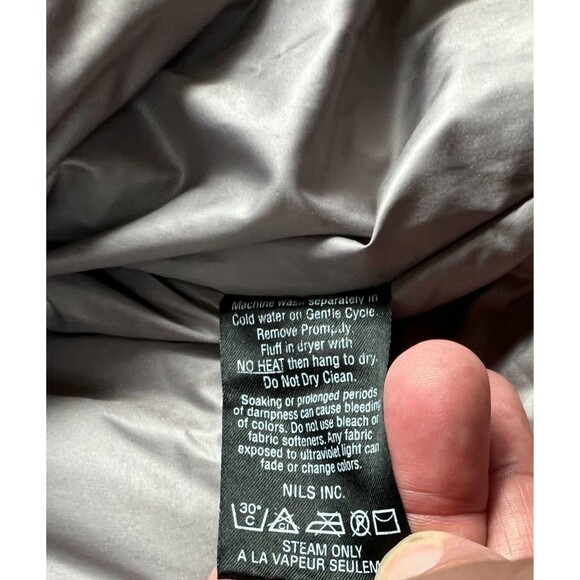 Machine wash separately in
Cold water on Gentle Cycle.
Remove Promptly.
Fluff in dryer with
NO HEAT then hang to dry.
Do Not Dry Clean.
Soaking or prolonged periods
of dampness can cause bleeding
of colors. Do not use bleach or
fabric softeners. Any fabric
exposed to ultraviolet light can
fade or change colors.
NILS INC.
30°
C CL R
STEAM ONLY
A LA VAPEUR SEULEM